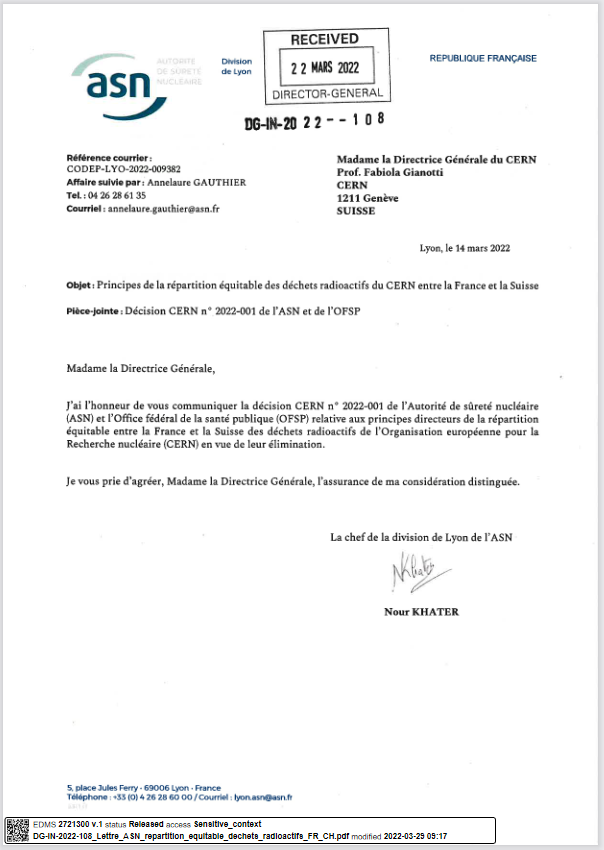 RECEIVED
22 MARS 2022
DIRECTOR-GENERAL
asn
AUTORITÉ
DE SÛRETÉ
NUCLÉAIRE
Division
de Lyon
REPUBLIQUE FRANÇAISE
DG-IN-20 22--108
Référence courrier :
CODEP-LYO-2022-009382
Affaire suivie par : Annelaure GAUTHIER
Tel. : 04 26 28 61 35
Courriel : annelaure.gauthier@asn.fr
Madame la Directrice Générale du CERN
Prof. Fabiola Gianotti
CERN
1211 Genève
SUISSE
Lyon, le 14 mars 2022
Objet : Principes de la répartition équitable des déchets radioactifs du CERN entre la France et la Suisse
Pièce-jointe : Décision CERN n° 2022-001 de l'ASN et de l'OFSP
Madame la Directrice Générale,
J'ai l'honneur de vous communiquer la décision CERN n° 2022-001 de l'Autorité de sûreté nucléaire
(ASN) et l'Office fédéral de la santé publique (OFSP) relative aux principes directeurs de la répartition
équitable entre la France et la Suisse des déchets radioactifs de l'Organisation européenne pour la
Recherche nucléaire (CERN) en vue de leur élimination.
Je vous prie d'agréer, Madame la Directrice Générale, l'assurance de ma considération distinguée.
La chef de la division de Lyon de l'ASN
NKhater
Nour KHATER
5, place Jules Ferry - 69006 Lyon - France
Téléphone : +33 (0) 4 26 28 60 00 / Courriel : lyon.asn@asn.fr
EDMS 2721300 v.1 status Released access Sensitive_context
DG-IN-2022-108_Lettre_ASN_repartition_equitable_dechets_radioactifs_FR_CH.pdf modified 2022-03-29 09:17